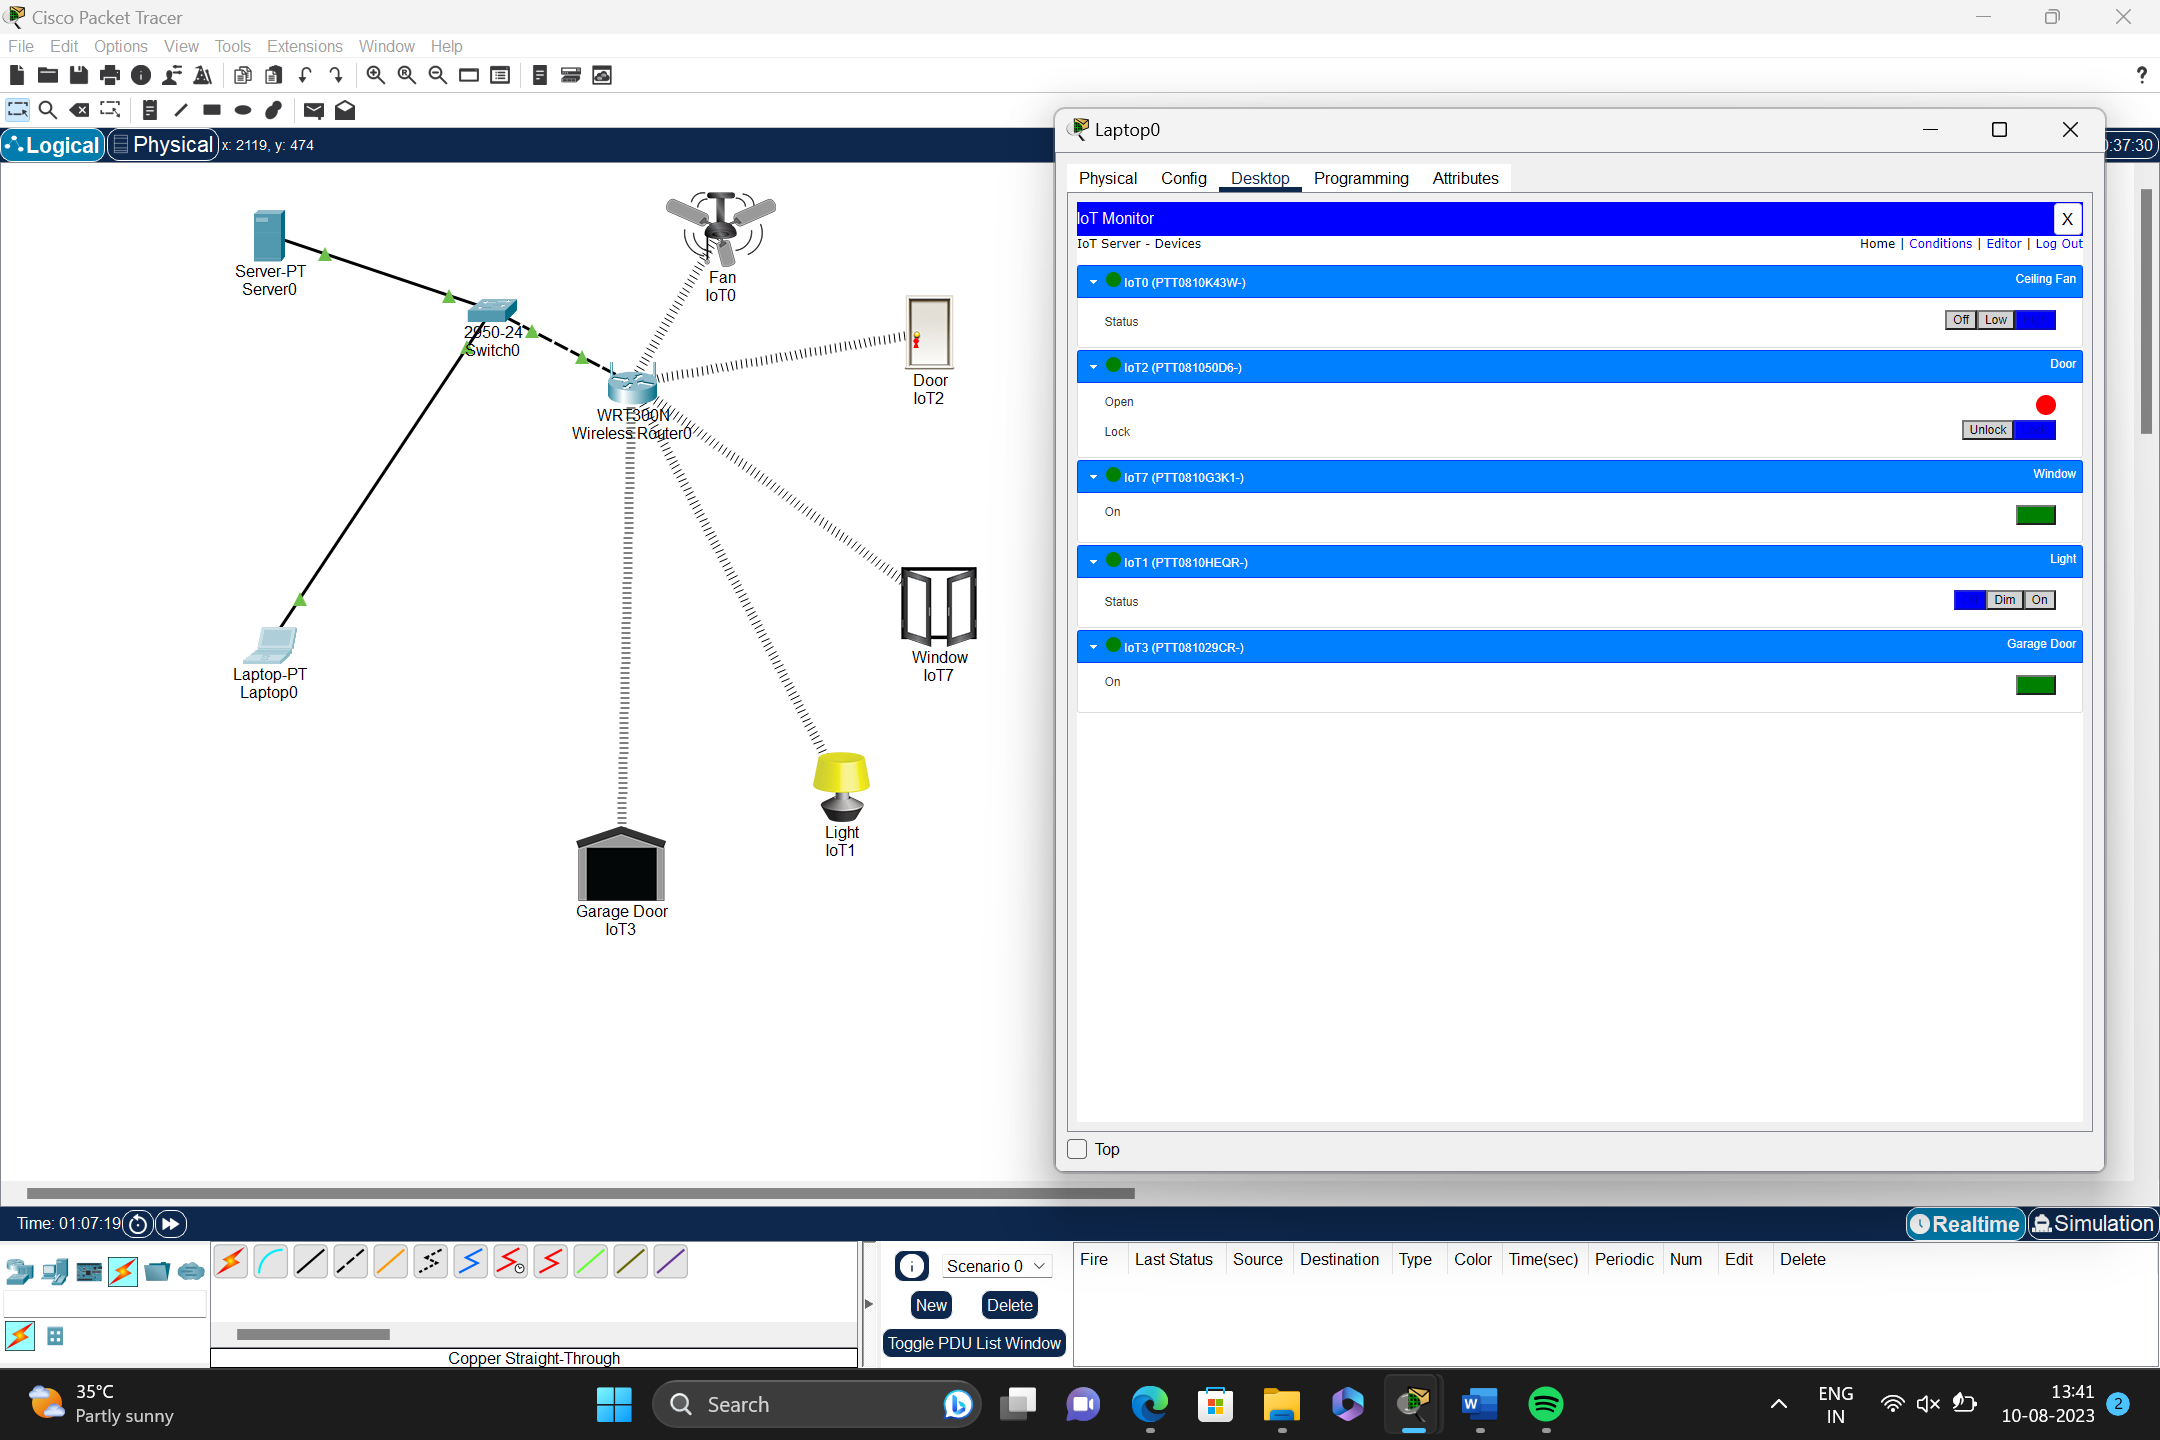 Cisco Packet Tracer
File Edit Options View Tools Extensions Window Help
?
Logical Physical x: 2119, y: 474
:37:30
Server-PT
Server0
2950-24
Switch0
Fan
IoT0
Door
IoT2
WRT300N
Wireless Router0
Window
IoT7
Laptop-PT
Laptop0
Light
IoT1
Garage Door
IoT3
Laptop0
Physical Config Desktop Programming Attributes
IoT Monitor X
IoT Server - Devices Home | Conditions | Editor | Log Out
IoT0 (PTT0810K43W-) Ceiling Fan
Status Off Low
IoT2 (PTT081050D6-) Door
Open
Lock Unlock
IoT7 (PTT0810G3K1-) Window
On
IoT1 (PTT0810HEQR-) Light
Status Dim On
IoT3 (PTT081029CR-) Garage Door
On
Top
Time: 01:07:19 Realtime Simulation
Scenario 0
New Delete
Toggle PDU List Window
Fire Last Status Source Destination Type Color Time(sec) Periodic Num Edit Delete
Copper Straight-Through
35°C
Partly sunny
Search
ENG
IN
13:41
10-08-2023
2